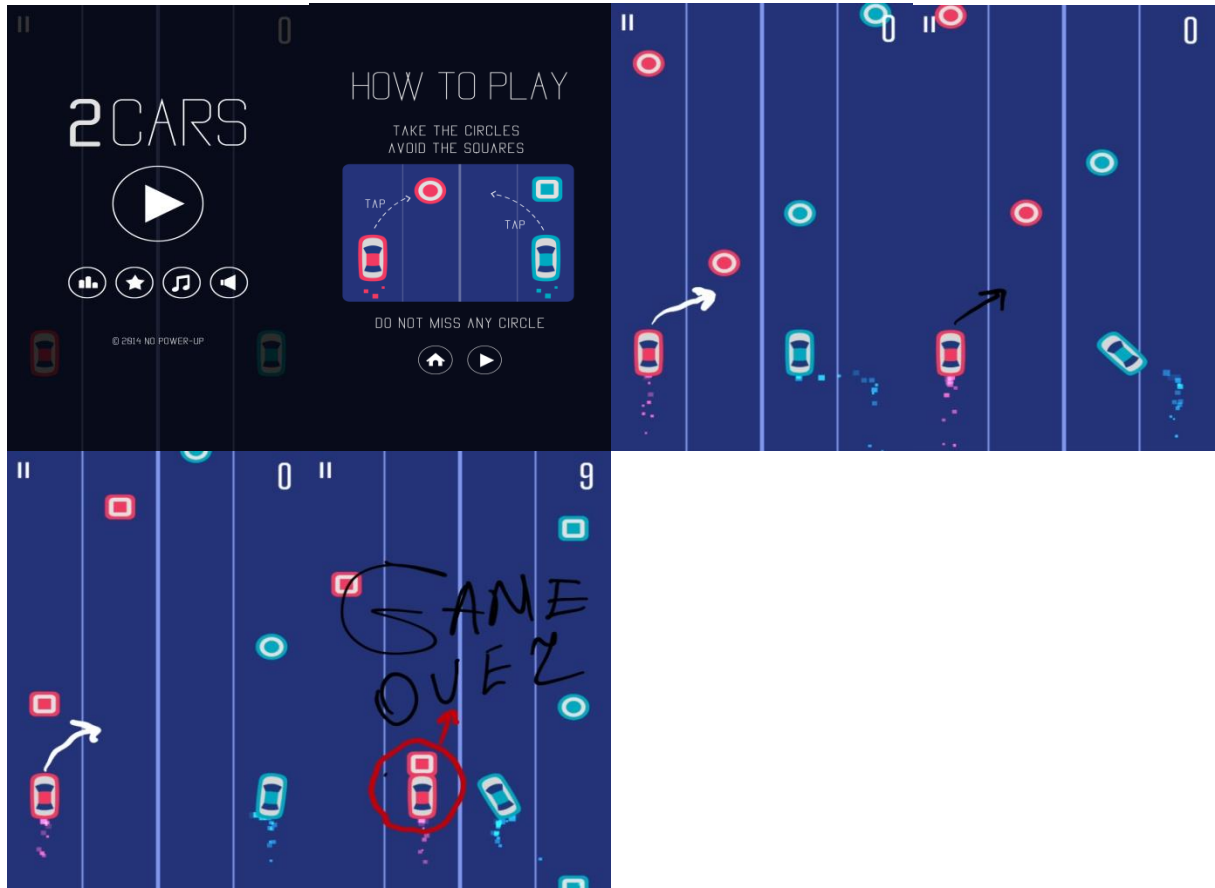 0
2CARS
© 2014 NO POWER-UP
HOW TO PLAY
TAKE THE CIRCLES
AVOID THE SQUARES
TAP
TAP
DO NOT MISS ANY CIRCLE
0
0
0
9
GAME
OVER